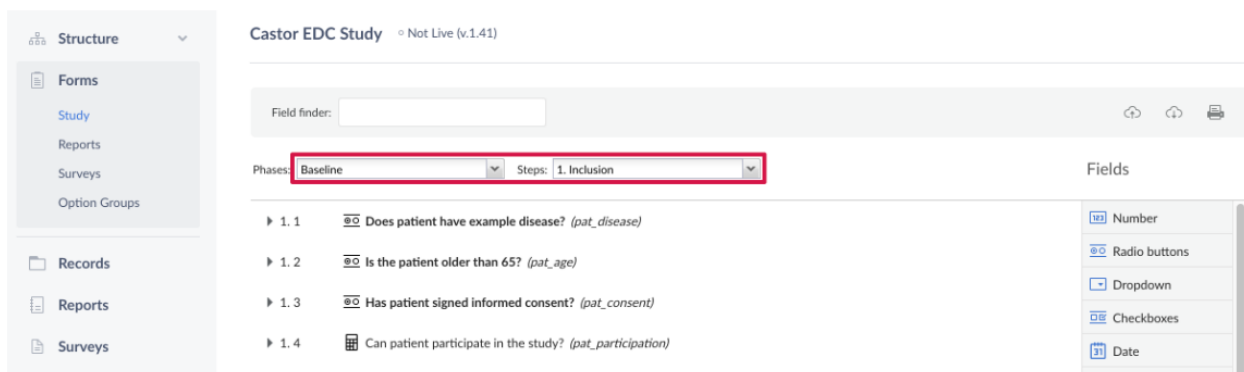 Structure
Forms
Study
Reports
Surveys
Option Groups
Records
Reports
Surveys
Castor EDC Study Not Live (v.1.41)
Field finder:
Phases: Baseline Steps: 1. Inclusion
1. 1 Does patient have example disease? (pat_disease)
1. 2 Is the patient older than 65? (pat_age)
1. 3 Has patient signed informed consent? (pat_consent)
1. 4 Can patient participate in the study? (pat_participation)
Fields
123 Number
Radio buttons
Dropdown
Checkboxes
31 Date